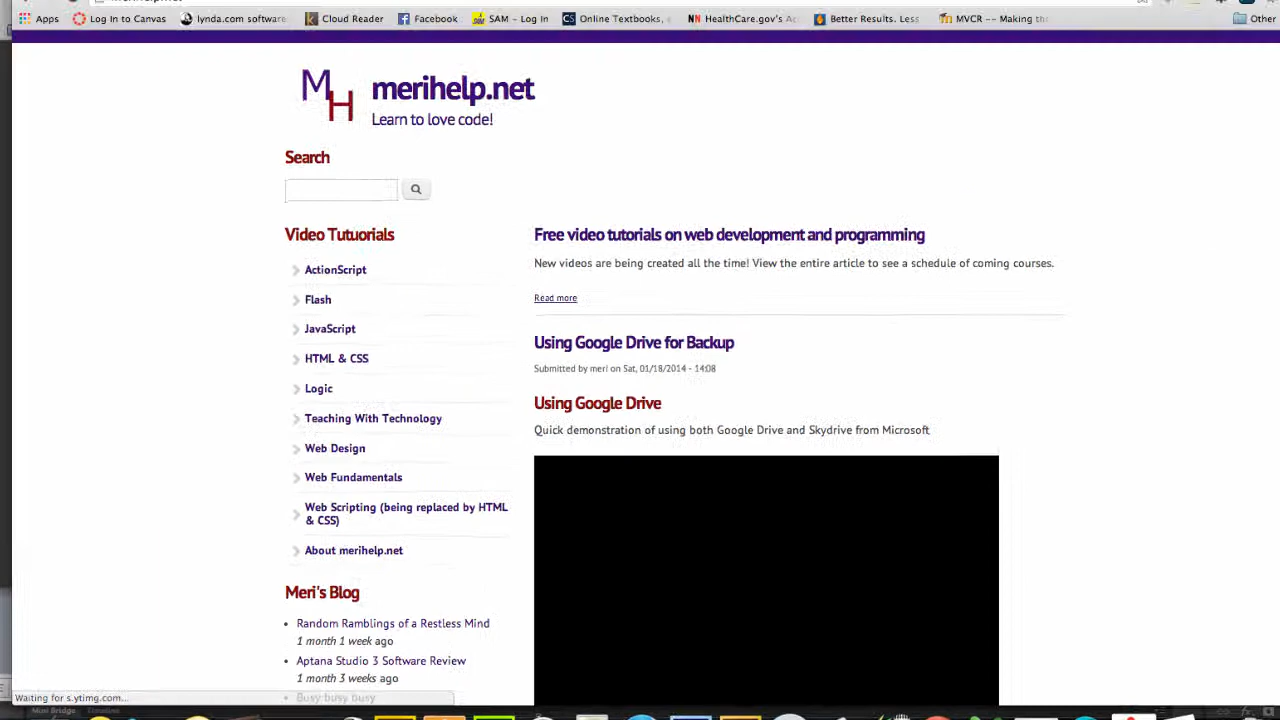 Apps
Log In to Canvas
lynda.com software
Cloud Reader
Facebook
SAM – Log In
Online Textbooks,
HealthCare.gov's Ac
Better Results. Less
MVCR –– Making th
Other
MH
merihelp.net
Learn to love code!
Search
Video Tutuorials
ActionScript
Flash
JavaScript
HTML & CSS
Logic
Teaching With Technology
Web Design
Web Fundamentals
Web Scripting (being replaced by HTML
& CSS)
About merihelp.net
Meri's Blog
Random Ramblings of a Restless Mind
1 month 1 week ago
Aptana Studio 3 Software Review
1 month 3 weeks ago
Busy busy busy
Free video tutorials on web development and programming
New videos are being created all the time! View the entire article to see a schedule of coming courses.
Read more
Using Google Drive for Backup
Submitted by meri on Sat, 01/18/2014 - 14:08
Using Google Drive
Quick demonstration of using both Google Drive and Skydrive from Microsoft
Waiting for s.ytimg.com...
Mini Bridge
Timeline